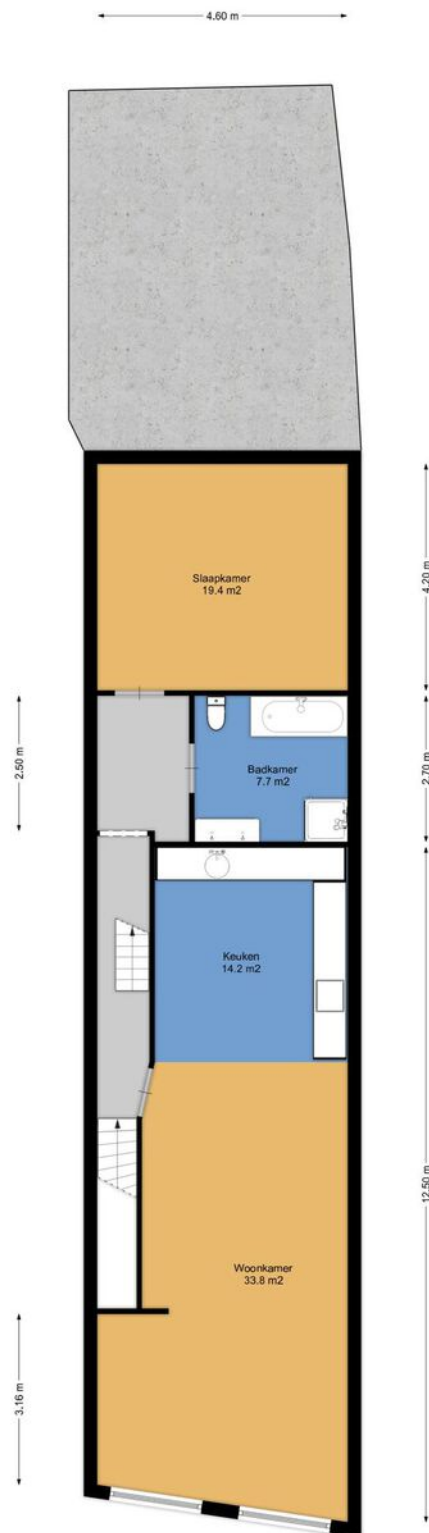 4.60 m
Slaapkamer
19.4 m2
4.20 m
2.50 m
Badkamer
7.7 m2
2.70 m
Keuken
14.2 m2
12.50 m
Woonkamer
33.8 m2
3.16 m